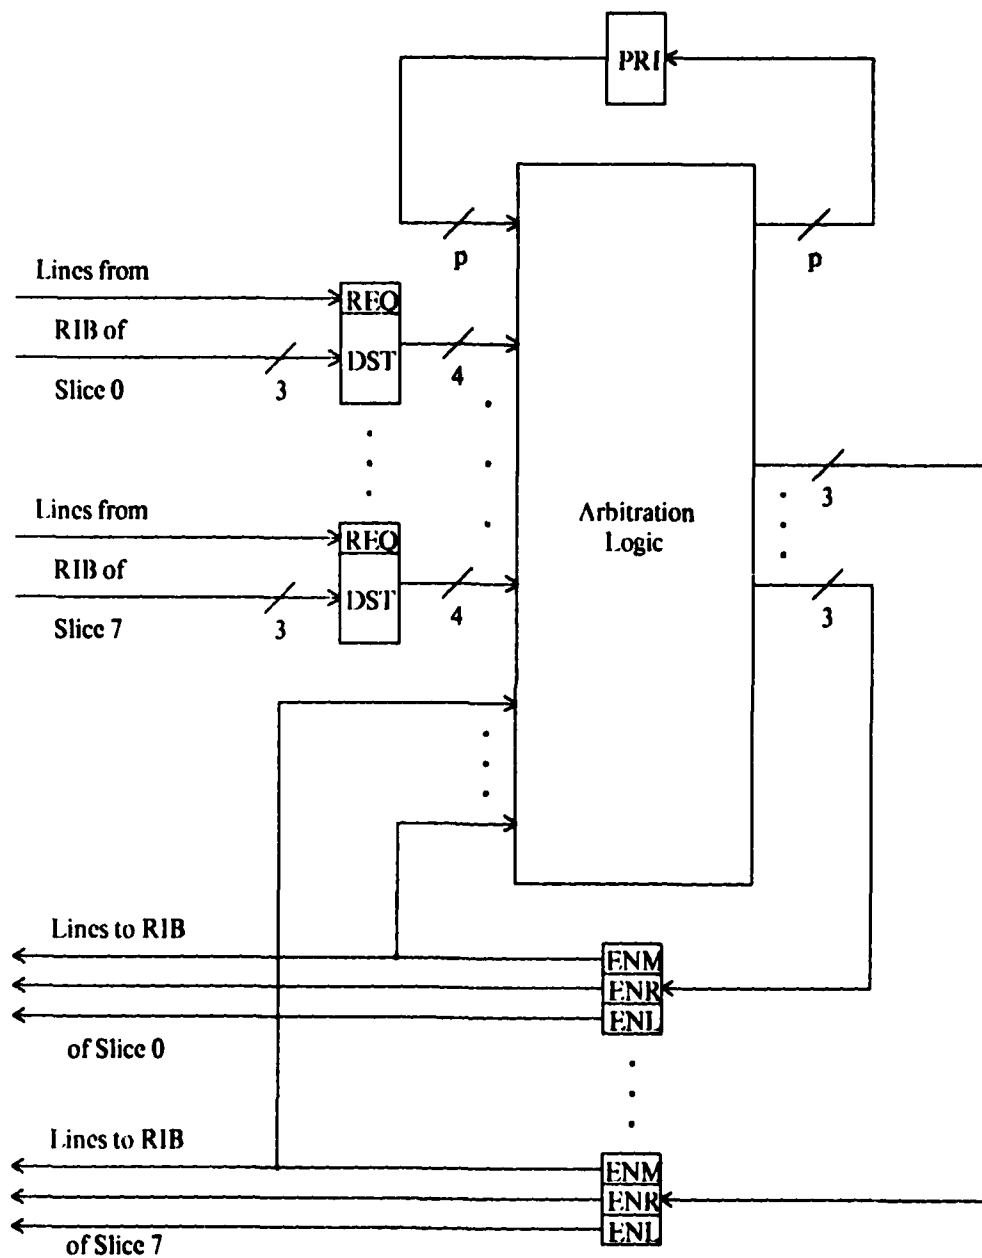 PRI
p
p
Lines from
REQ
RIB of
DST
3
4
Slice 0
3
Lines from
REQ
Arbitration
Logic
RIB of
DST
3
4
3
Slice 7
Lines to RIB
ENM
ENR
ENL
of Slice 0
Lines to RIB
ENM
ENR
ENL
of Slice 7